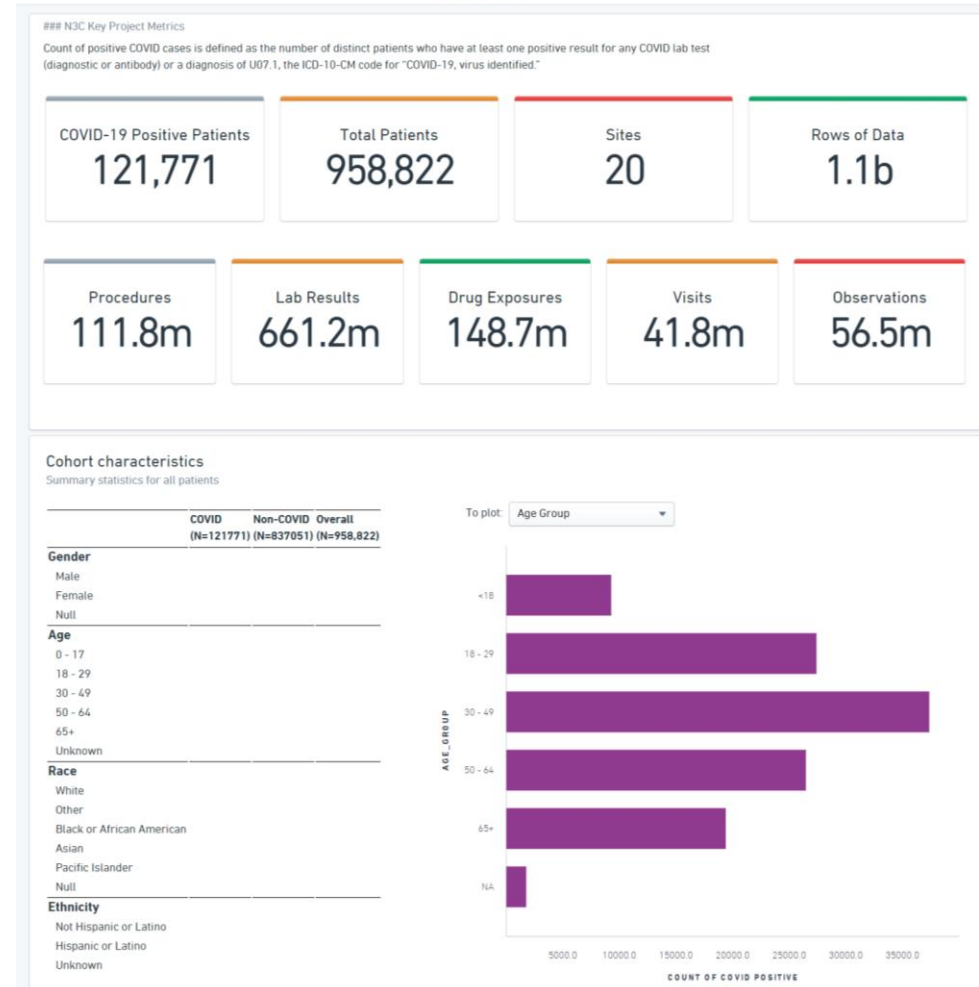 ### N3C Key Project Metrics
Count of positive COVID cases is defined as the number of distinct patients who have at least one positive result for any COVID lab test
(diagnostic or antibody) or a diagnosis of U07.1, the ICD-10-CM code for "COVID-19, virus identified."
COVID-19 Positive Patients
121,771
Total Patients
958,822
Sites
20
Rows of Data
1.1b
Procedures
111.8m
Lab Results
661.2m
Drug Exposures
148.7m
Visits
41.8m
Observations
56.5m
Cohort characteristics
Summary statistics for all patients
COVID Non-COVID Overall
(N=121771) (N=837051) (N=958,822)
Gender
Male
Female
Null
Age
0 - 17
18 - 29
30 - 49
50 - 64
65+
Unknown
Race
White
Other
Black or African American
Asian
Pacific Islander
Null
Ethnicity
Not Hispanic or Latino
Hispanic or Latino
Unknown
To plot: Age Group
AGE_GROUP
<18
18 - 29
30 - 49
50 - 64
65+
NA
5000.0 10000.0 15000.0 20000.0 25000.0 30000.0 35000.0
COUNT OF COVID POSITIVE